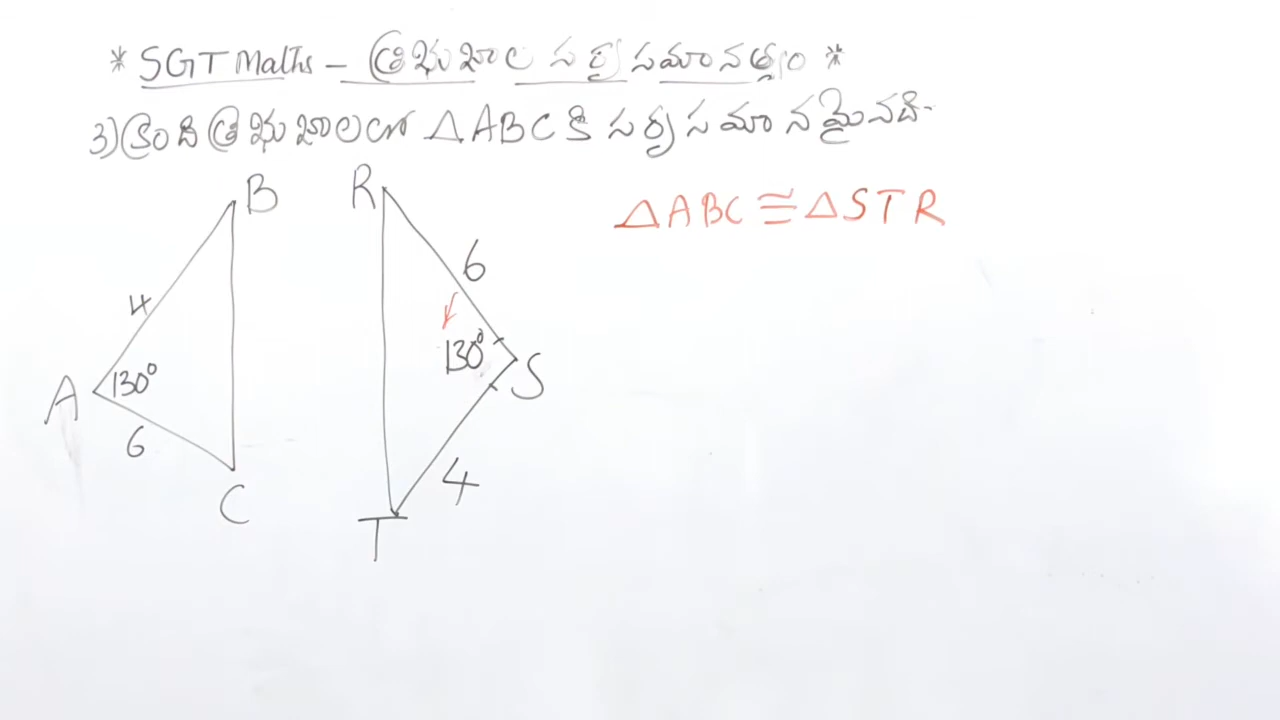 * SGT Maths – త్రిభుజాల సర్వసమానత్వం *
3) క్రింది త్రిభుజాలలో △ABC కి సర్వసమానమైనది.
△ABC ≅ △STR
B
R
4
6
130°
130°
A
S
6
4
C
T